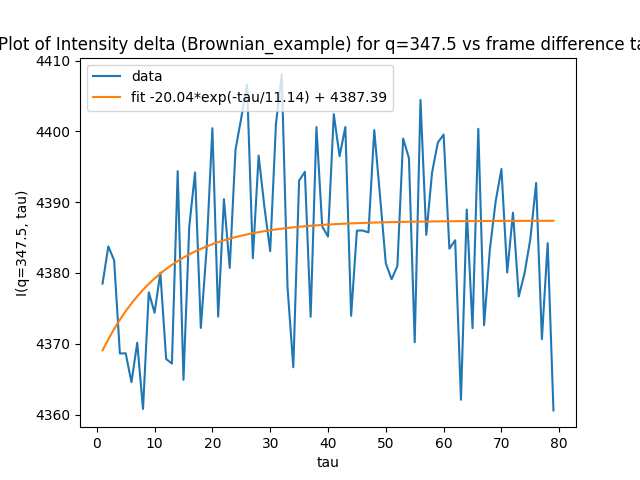 Plot of Intensity delta (Brownian_example) for q=347.5 vs frame difference
data
fit -20.04*exp(-tau/11.14) + 4387.39
I(q=347.5, tau)
4410
4400
4390
4380
4370
4360
0 10 20 30 40 50 60 70 80
tau